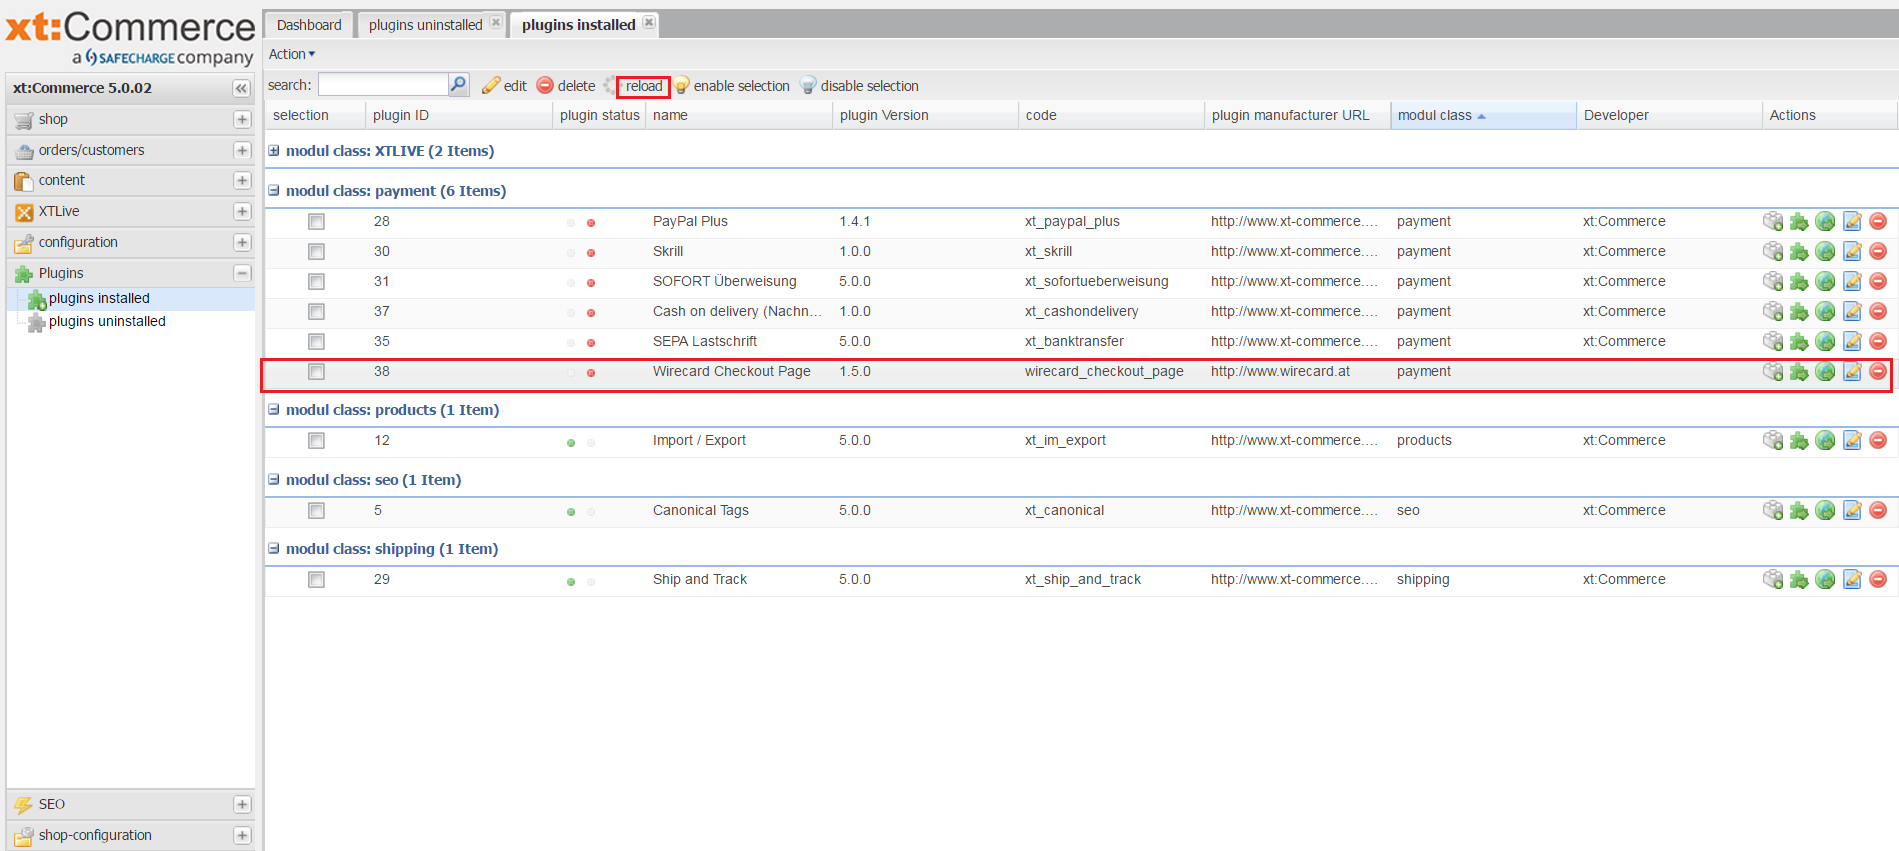 xt:Commerce
a SAFECHARGE company
Dashboard plugins uninstalled plugins installed
Action
xt:Commerce 5.0.02
shop
orders/customers
content
XTLive
configuration
Plugins
plugins installed
plugins uninstalled
SEO
shop-configuration
search: edit delete reload enable selection disable selection
selection plugin ID plugin status name plugin Version code plugin manufacturer URL modul class Developer Actions
modul class: XTLIVE (2 Items)
modul class: payment (6 Items)
28 PayPal Plus 1.4.1 xt_paypal_plus http://www.xt-commerce.... payment xt:Commerce
30 Skrill 1.0.0 xt_skrill http://www.xt-commerce.... payment xt:Commerce
31 SOFORT Überweisung 5.0.0 xt_sofortueberweisung http://www.xt-commerce.... payment xt:Commerce
37 Cash on delivery (Nachn... 1.0.0 xt_cashondelivery http://www.xt-commerce.... payment xt:Commerce
35 SEPA Lastschrift 5.0.0 xt_banktransfer http://www.xt-commerce.... payment xt:Commerce
38 Wirecard Checkout Page 1.5.0 wirecard_checkout_page http://www.wirecard.at payment
modul class: products (1 Item)
12 Import / Export 5.0.0 xt_im_export http://www.xt-commerce.... products xt:Commerce
modul class: seo (1 Item)
5 Canonical Tags 5.0.0 xt_canonical http://www.xt-commerce.... seo xt:Commerce
modul class: shipping (1 Item)
29 Ship and Track 5.0.0 xt_ship_and_track http://www.xt-commerce.... shipping xt:Commerce